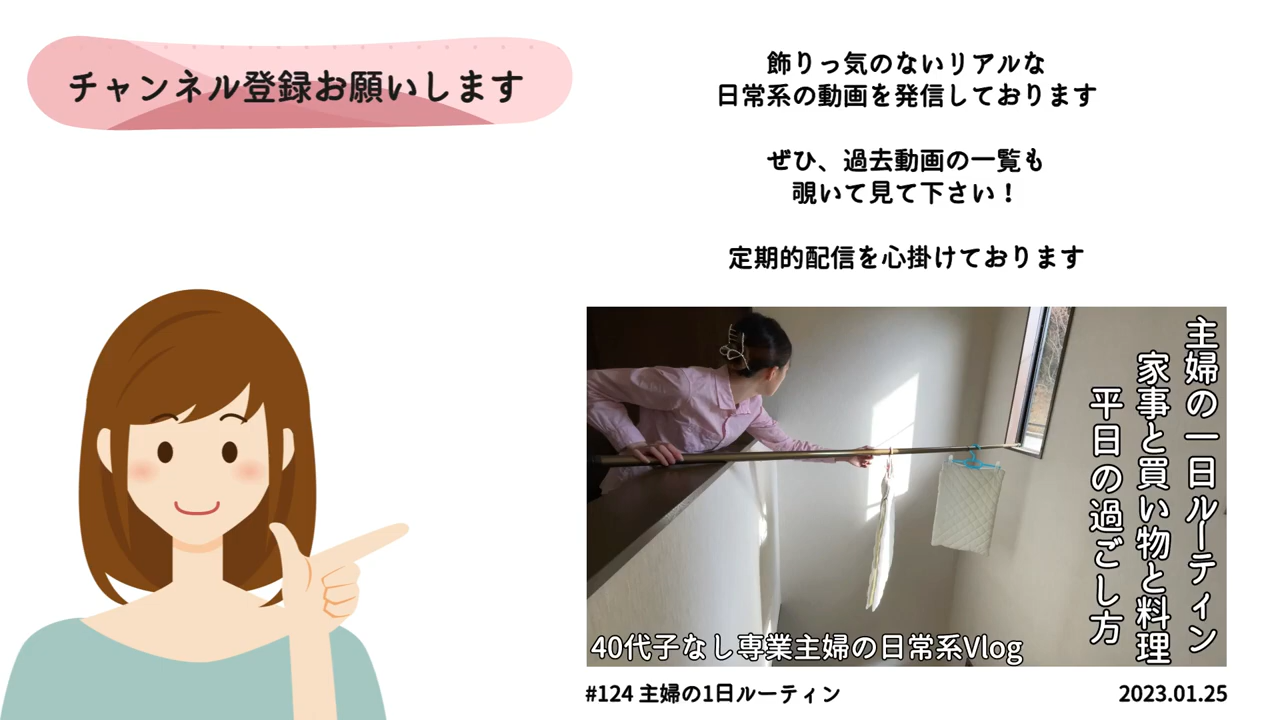 チャンネル登録お願いします
飾りっ気のないリアルな
日常系の動画を発信しております
ぜひ、過去動画の一覧も
覗いて見て下さい！
定期的配信を心掛けております
主婦の一日ルーティン
家事と買い物と料理
平日の過ごし方
40代子なし専業主婦の日常系Vlog
#124 主婦の1日ルーティン
2023.01.25